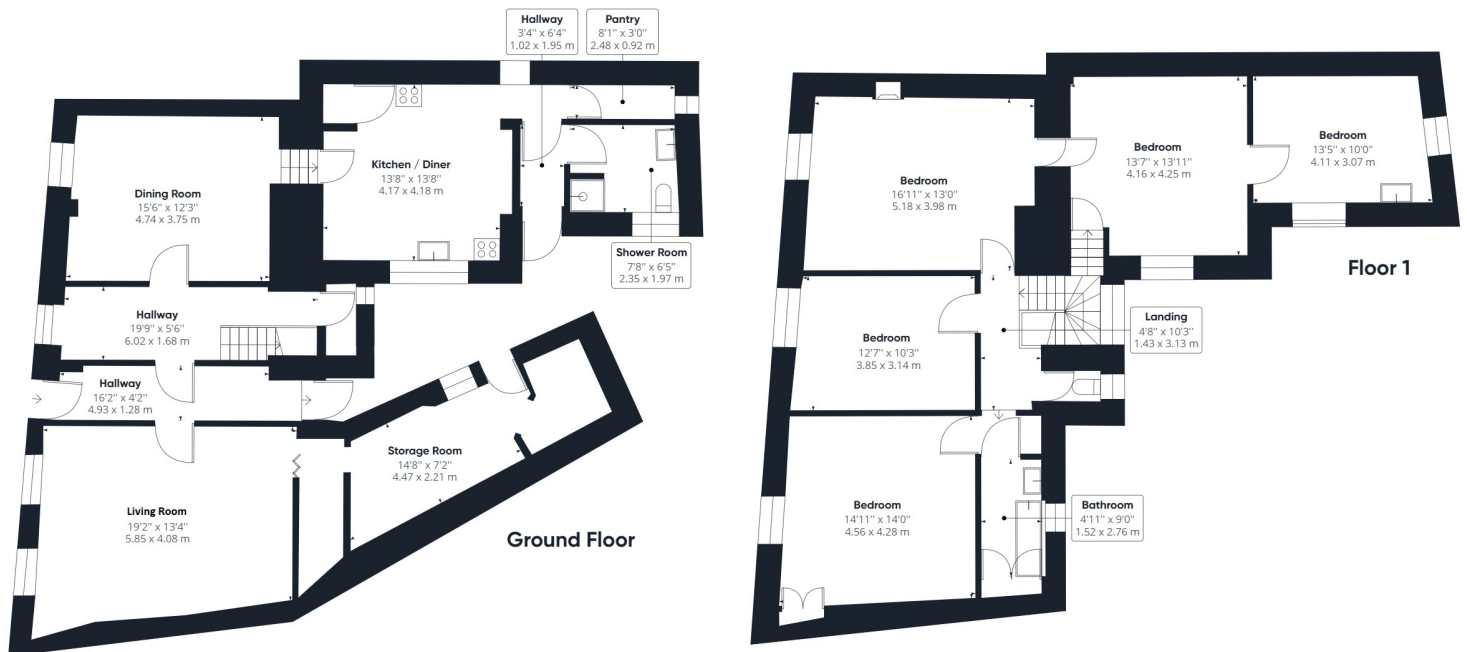 Hallway
3'4" x 6'4"
1.02 x 1.95 m
Pantry
8'1" x 3'0"
2.48 x 0.92 m
Kitchen / Diner
13'8" x 13'8"
4.17 x 4.18 m
Dining Room
15'6" x 12'3"
4.74 x 3.75 m
Shower Room
7'8" x 6'5"
2.35 x 1.97 m
Hallway
19'9" x 5'6"
6.02 x 1.68 m
Hallway
16'2" x 4'2"
4.93 x 1.28 m
Storage Room
14'8" x 7'2"
4.47 x 2.21 m
Living Room
19'2" x 13'4"
5.85 x 4.08 m
Ground Floor
Bedroom
13'5" x 10'0"
4.11 x 3.07 m
Bedroom
13'7" x 13'11"
4.16 x 4.25 m
Bedroom
16'11" x 13'0"
5.18 x 3.98 m
Floor 1
Landing
4'8" x 10'3"
1.43 x 3.13 m
Bedroom
12'7" x 10'3"
3.85 x 3.14 m
Bedroom
14'11" x 14'0"
4.56 x 4.28 m
Bathroom
4'11" x 9'0"
1.52 x 2.76 m